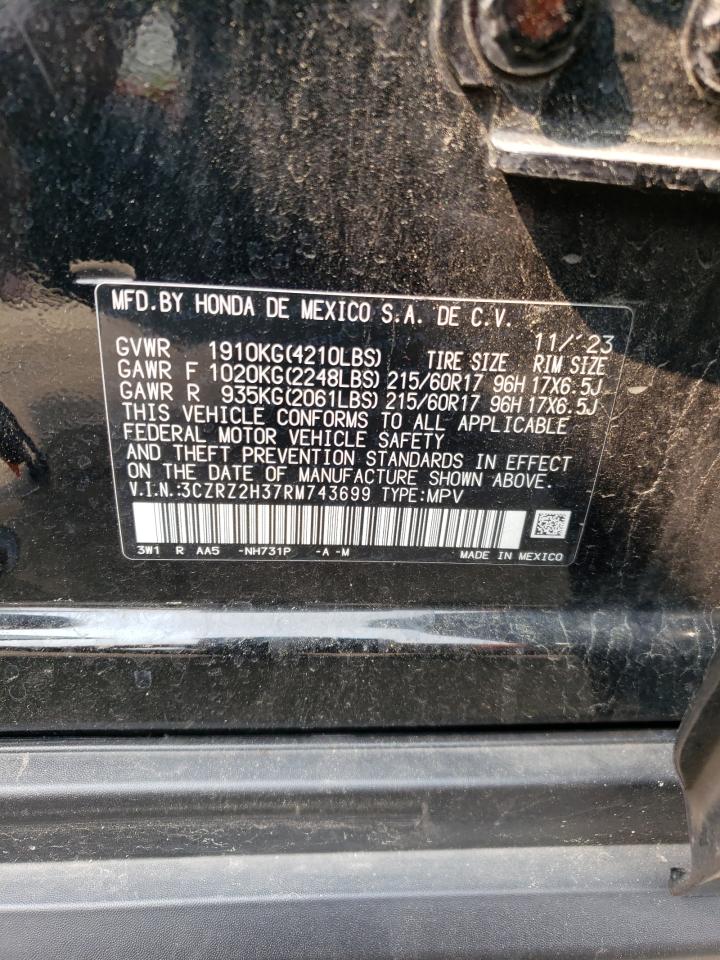 MFD.BY HONDA DE MEXICO S.A. DE C.V. 11/'23
GVWR 1910KG(4210LBS) TIRE SIZE RIM SIZE
GAWR F 1020KG(2248LBS) 215/60R17 96H 17X6.5J
GAWR R 935KG(2061LBS) 215/60R17 96H 17X6.5J
THIS VEHICLE CONFORMS TO ALL APPLICABLE
FEDERAL MOTOR VEHICLE SAFETY
AND THEFT PREVENTION STANDARDS IN EFFECT
ON THE DATE OF MANUFACTURE SHOWN ABOVE.
V.I.N.:3CZRZ2H37RM743699 TYPE:MPV
3W1 R AA5 -NH731P -A -M MADE IN MEXICO